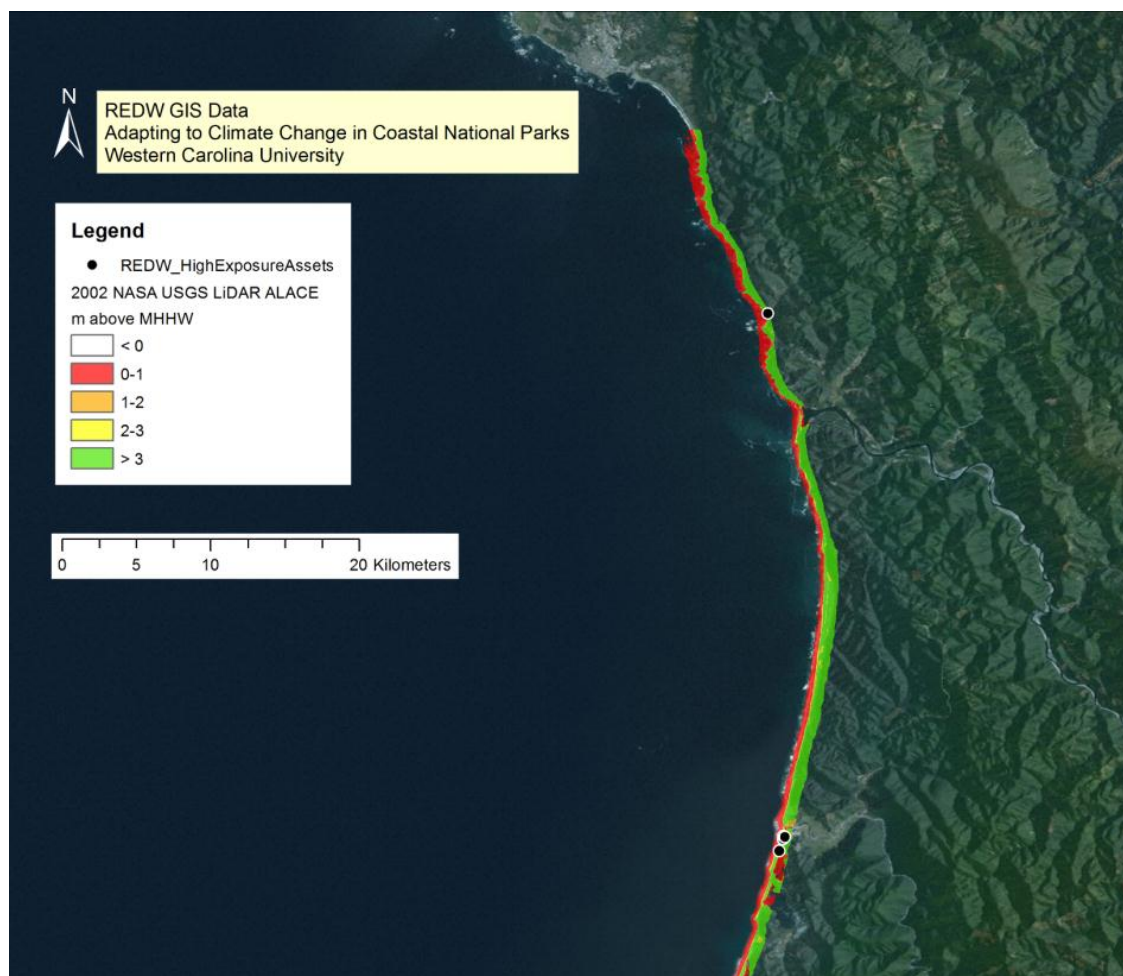 N
REDW GIS Data
Adapting to Climate Change in Coastal National Parks
Western Carolina University
Legend
REDW_HighExposureAssets
2002 NASA USGS LiDAR ALACE
m above MHHW
< 0
0-1
1-2
2-3
> 3
0 5 10 20 Kilometers